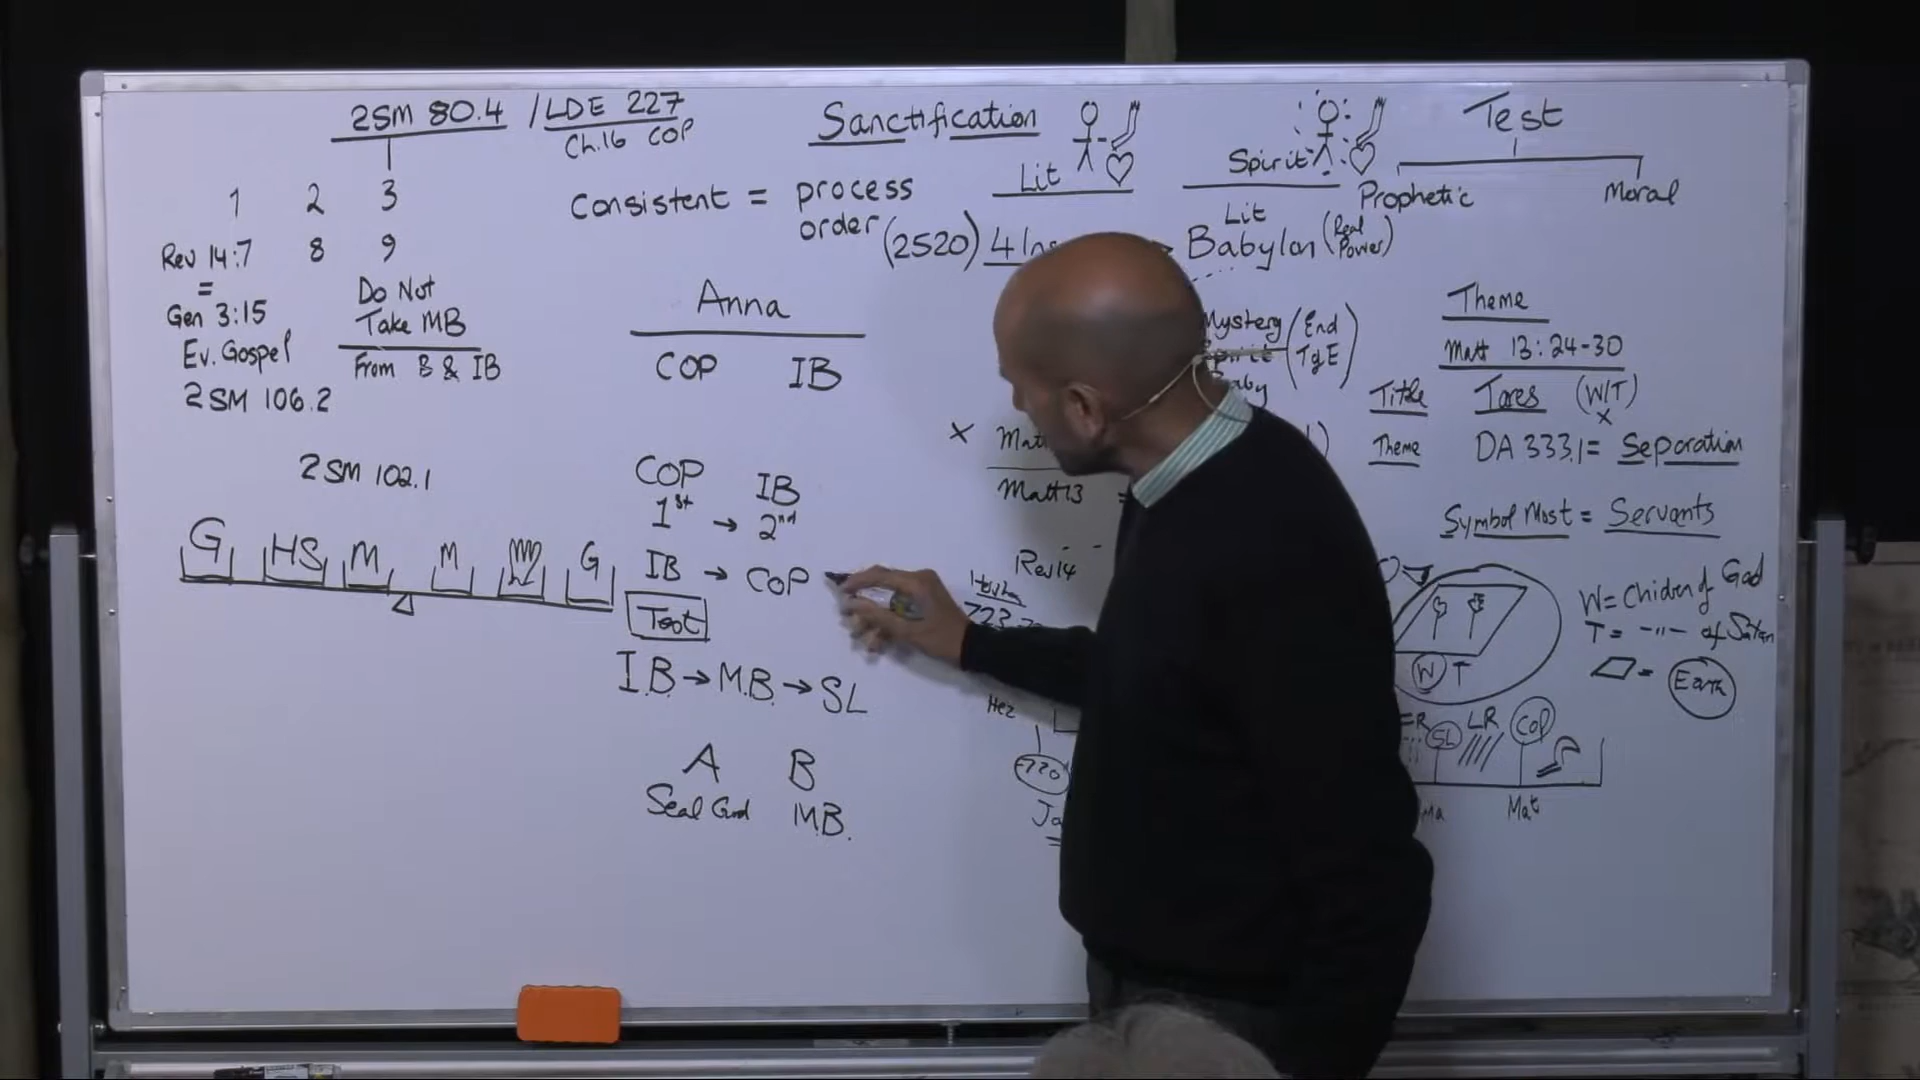 2SM 80.4 / LDE 227
Ch.16 COP
1 2 3
Rev 14:7 8 9
=
Gen 3:15
Ev. Gospel
2SM 106.2
Do Not
Take MB
From B & IB
2SM 102.1
G HS M M G
Sanctification
Consistent = process
order
(2520)
Lit
Spirit
Lit
Babylon (Real
Power)
Test
Prophetic Moral
Anna
COP IB
COP IB
1st → 2nd
IB → COP
Test
I.B. → M.B. → SL
A B
Seal God M.B.
Mystery (End
TgE)
X
Matt13 =
Rev14
Hez
Theme
Matt 13:24-30
Title Tares (W/T)
X
Theme DA 333.1 = Separation
Symbol Most = Servants
W = Children of God
T = -"- of Satan
= Earth
W T
SL LR COP
Mat